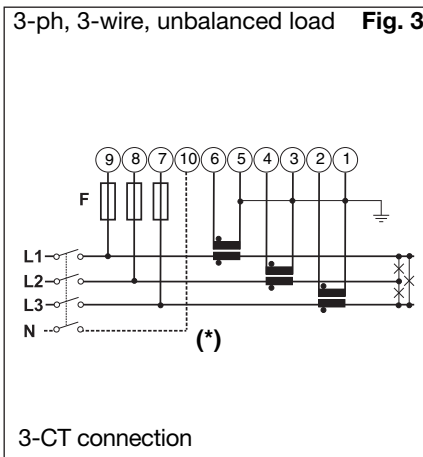 3-ph, 3-wire, unbalanced load Fig. 3
9 8 7 10 6 5 4 3 2 1
F
L1
L2
L3
N
(*)
3-CT connection